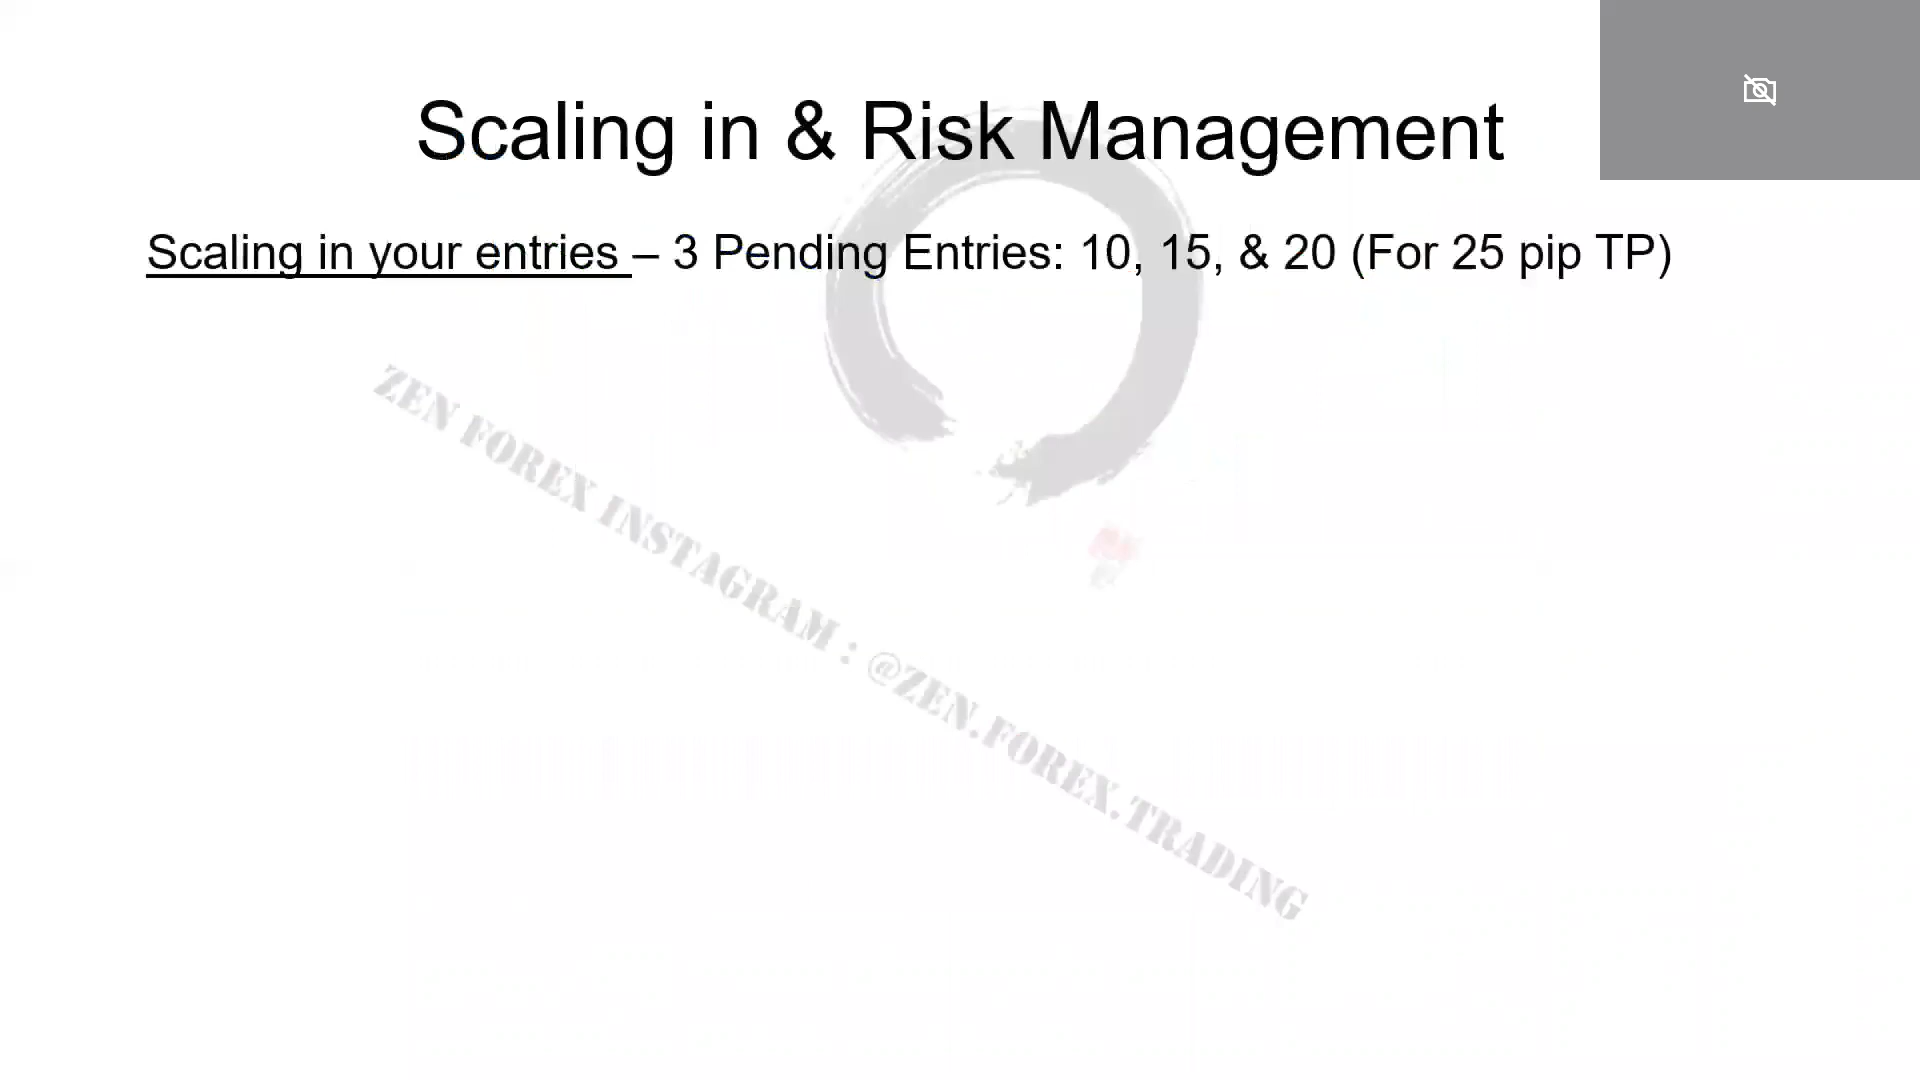 Scaling in & Risk Management
Scaling in your entries – 3 Pending Entries: 10, 15, & 20 (For 25 pip TP)
ZEN FOREX INSTAGRAM : @ZEN.FOREX.TRADING